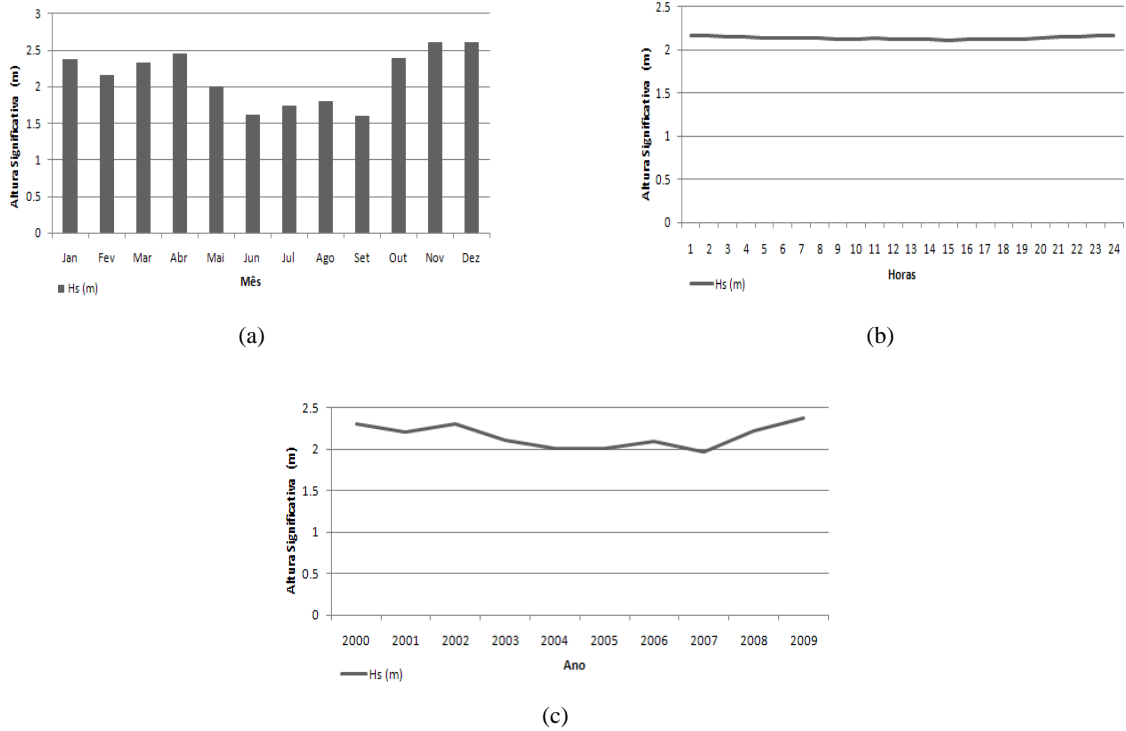 3
2.5
2
1.5
1
0.5
0
Altura Significativa (m)
Jan Fev Mar Abr Mai Jun Jul Ago Set Out Nov Dez
Mês
Hs (m)
(a)
2.5
2
1.5
1
0.5
0
Altura Significativa (m)
1 2 3 4 5 6 7 8 9 10 11 12 13 14 15 16 17 18 19 20 21 22 23 24
Horas
Hs (m)
(b)
2.5
2
1.5
1
0.5
0
Altura Significativa (m)
2000 2001 2002 2003 2004 2005 2006 2007 2008 2009
Ano
Hs (m)
(c)